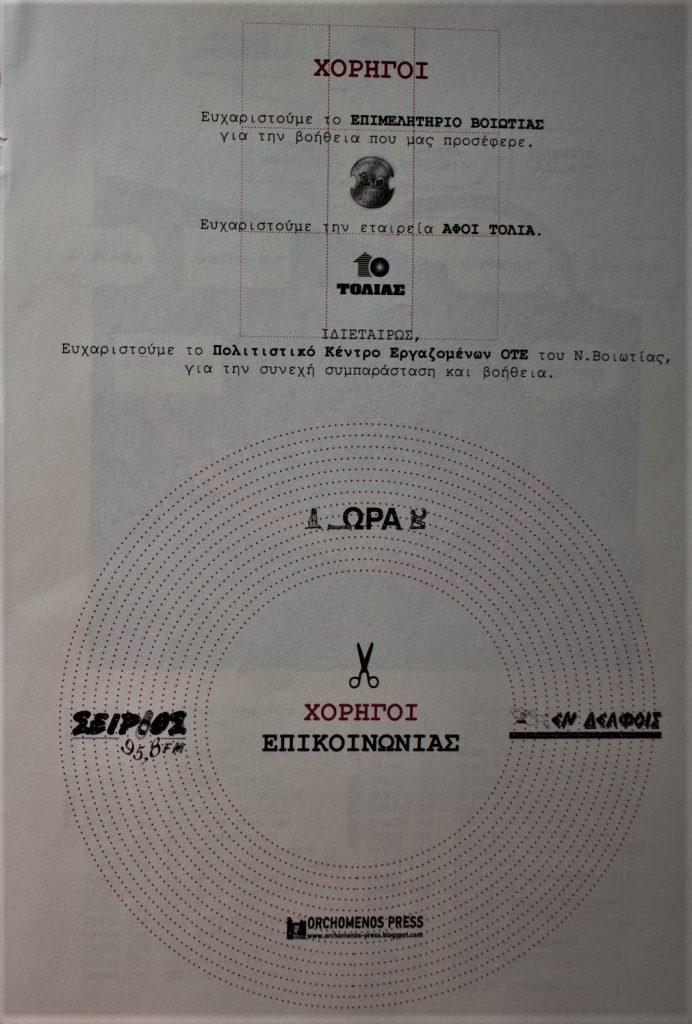 ΧΟΡΗΓΟΙ
Ευχαριστούμε το ΕΠΙΜΕΛΗΤΗΡΙΟ ΒΟΙΩΤΙΑΣ
για την βοήθεια που μας προσέφερε.
Ευχαριστούμε την εταιρεία ΑΦΟΙ ΤΟΛΙΑ.
ΤΟΛΙΑΣ
ΙΔΙΕΤΑΙΡΩΣ,
Ευχαριστούμε το Πολιτιστικό Κέντρο Εργαζομένων ΟΤΕ του Ν.Βοιωτίας,
για την συνεχή συμπαράσταση και βοήθεια.
βοιωτική ΩΡΑ
ΧΟΡΗΓΟΙ
ΕΠΙΚΟΙΝΩΝΙΑΣ
ΣΕΙΡΙΟΣ
95,8 FM
ΕΝ ΔΕΛΦΟΙΣ
ORCHOMENOS PRESS
www.orchomenos-press.blogspot.com